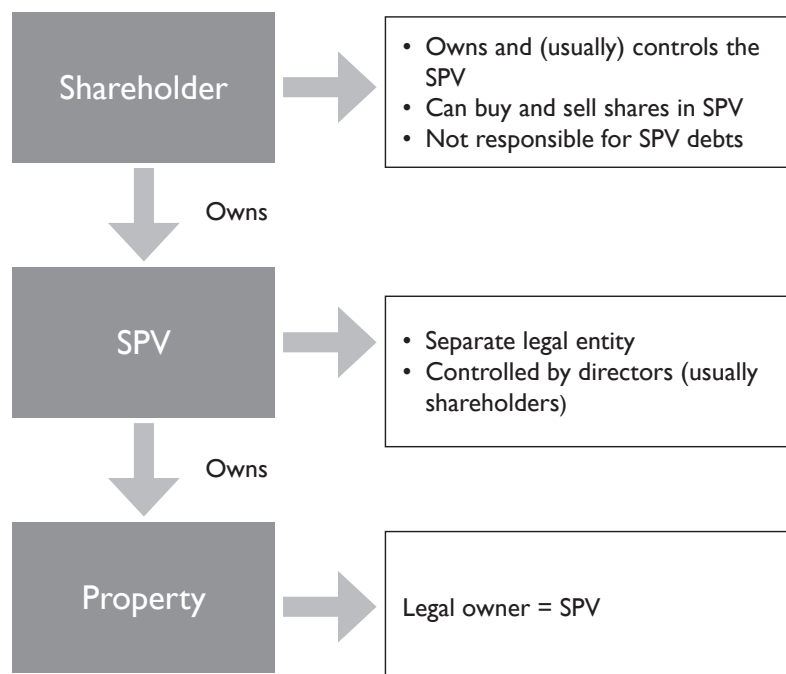 Shareholder
• Owns and (usually) controls the
SPV
• Can buy and sell shares in SPV
• Not responsible for SPV debts
Owns
SPV
• Separate legal entity
• Controlled by directors (usually
shareholders)
Owns
Property
Legal owner = SPV